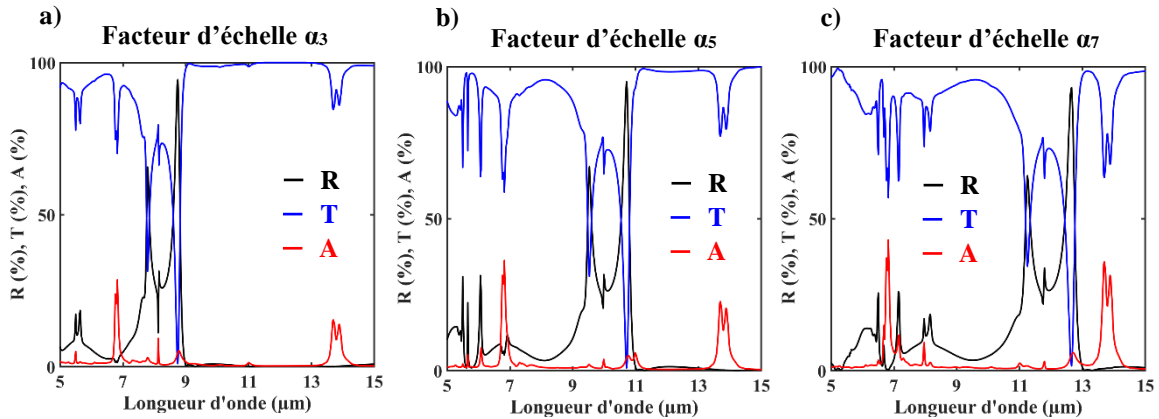 a)
Facteur d'échelle α3
R (%), T (%), A (%)
100
50
0
5 7 9 11 13 15
Longueur d'onde (µm)
R
T
A
b)
Facteur d'échelle α5
R (%), T (%), A (%)
100
50
0
5 7 9 11 13 15
Longueur d'onde (µm)
R
T
A
c)
Facteur d'échelle α7
R (%), T (%), A (%)
100
50
0
5 7 9 11 13 15
Longueur d'onde (µm)
R
T
A